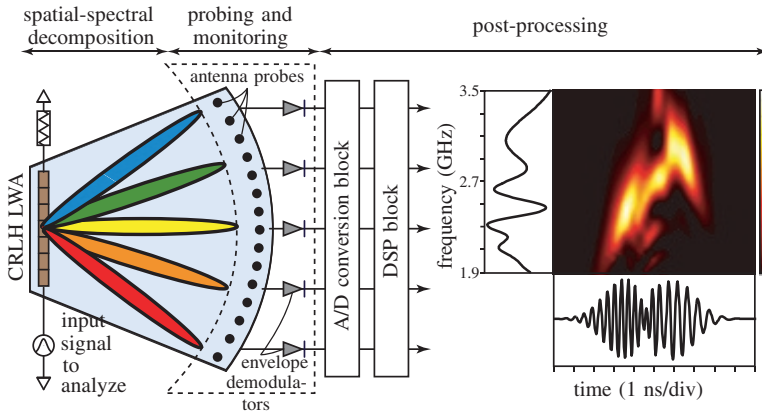 spatial-spectral
decomposition
probing and
monitoring
post-processing
antenna probes
CRLH LWA
input
signal
to
analyze
envelope
demodula-
tors
A/D conversion block
DSP block
frequency (GHz)
3.5
2.7
1.9
time (1 ns/div)